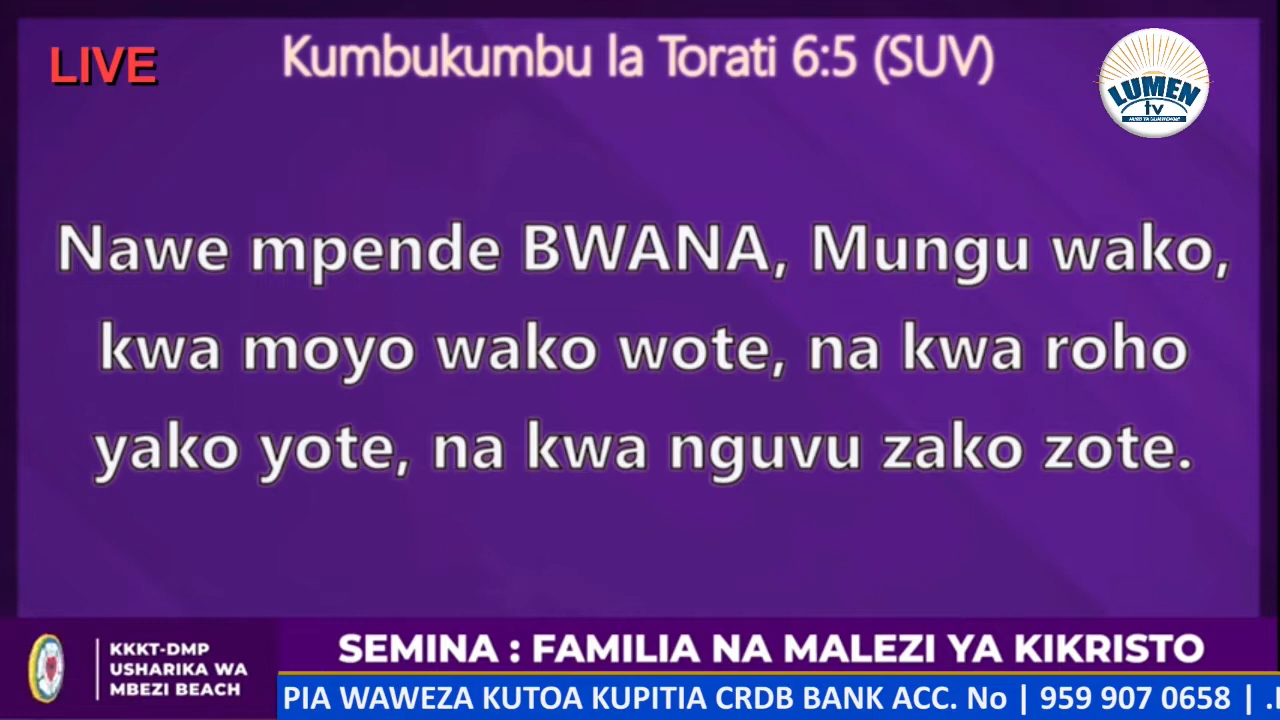 LIVE
Kumbukumbu la Torati 6:5 (SUV)
LUMEN
tv
Nawe mpende BWANA, Mungu wako,
kwa moyo wako wote, na kwa roho
yako yote, na kwa nguvu zako zote.
KKKT-DMP
USHARIKA WA
MBEZI BEACH
SEMINA : FAMILIA NA MALEZI YA KIKRISTO
PIA WAWEZA KUTOA KUPITIA CRDB BANK ACC. No | 959 907 0658 |